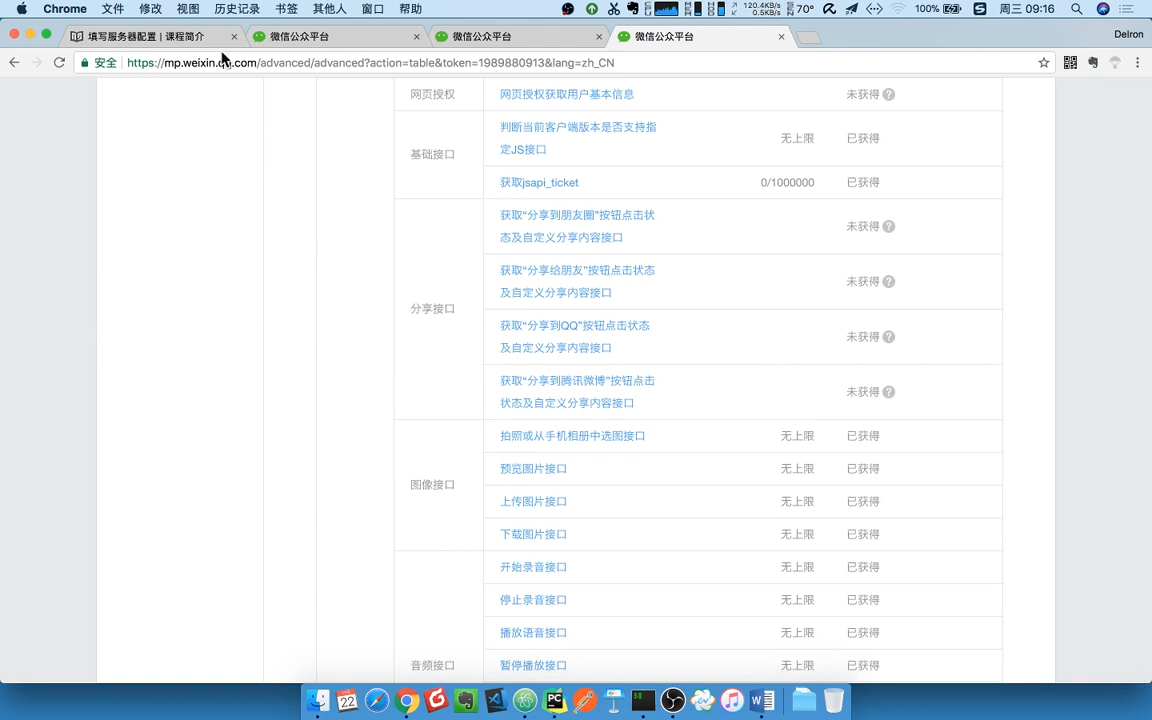 Chrome 文件 修改 视图 历史记录 书签 其他人 窗口 帮助 120.4KB/s 0.5KB/s 70° 100% 周三 09:16
填写服务器配置 | 课程简介 微信公众平台 微信公众平台 微信公众平台 Delron
安全 https://mp.weixin.qq.com/advanced/advanced?action=table&token=1989880913&lang=zh_CN
网页授权 网页授权获取用户基本信息 未获得 ?
基础接口
判断当前客户端版本是否支持指
定JS接口
无上限 已获得
获取jsapi_ticket 0/1000000 已获得
分享接口
获取“分享到朋友圈”按钮点击状
态及自定义分享内容接口
未获得 ?
获取“分享给朋友”按钮点击状态
及自定义分享内容接口
未获得 ?
获取“分享到QQ”按钮点击状态
及自定义分享内容接口
未获得 ?
获取“分享到腾讯微博”按钮点击
状态及自定义分享内容接口
未获得 ?
图像接口
拍照或从手机相册中选图接口 无上限 已获得
预览图片接口 无上限 已获得
上传图片接口 无上限 已获得
下载图片接口 无上限 已获得
音频接口
开始录音接口 无上限 已获得
停止录音接口 无上限 已获得
播放语音接口 无上限 已获得
暂停播放接口 无上限 已获得
22
PC